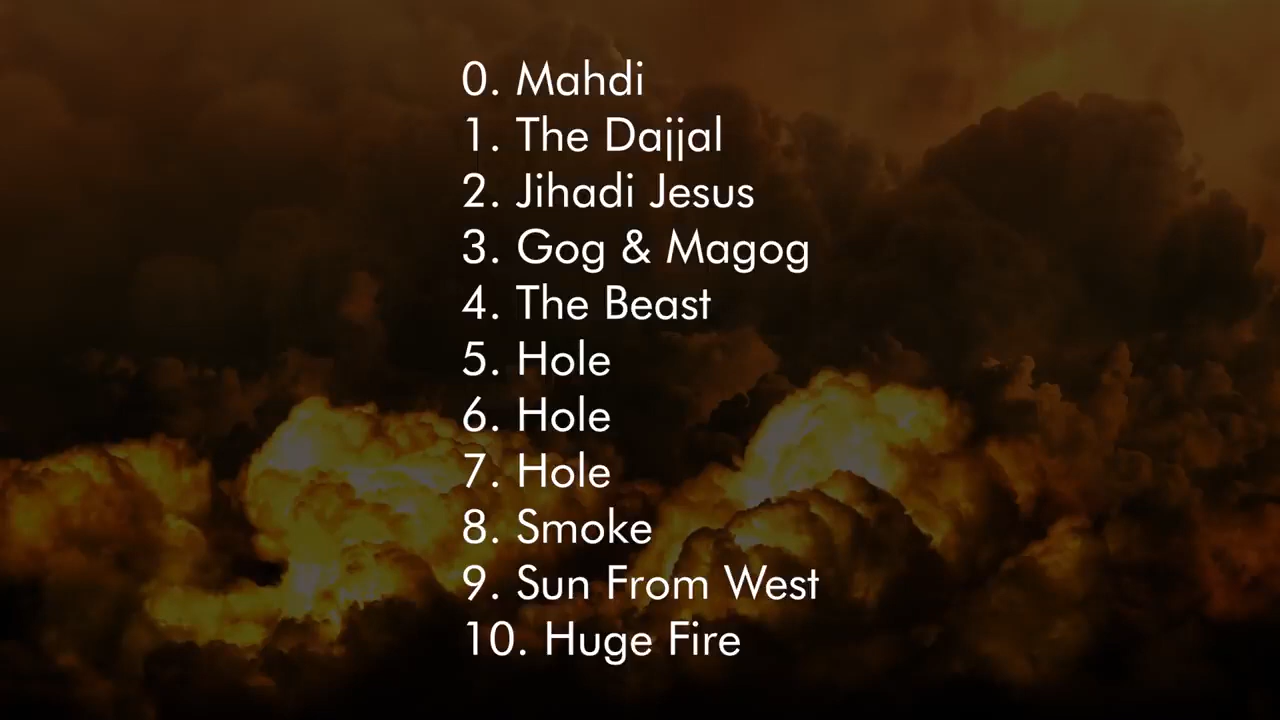 0. Mahdi
1. The Dajjal
2. Jihadi Jesus
3. Gog & Magog
4. The Beast
5. Hole
6. Hole
7. Hole
8. Smoke
9. Sun From West
10. Huge Fire